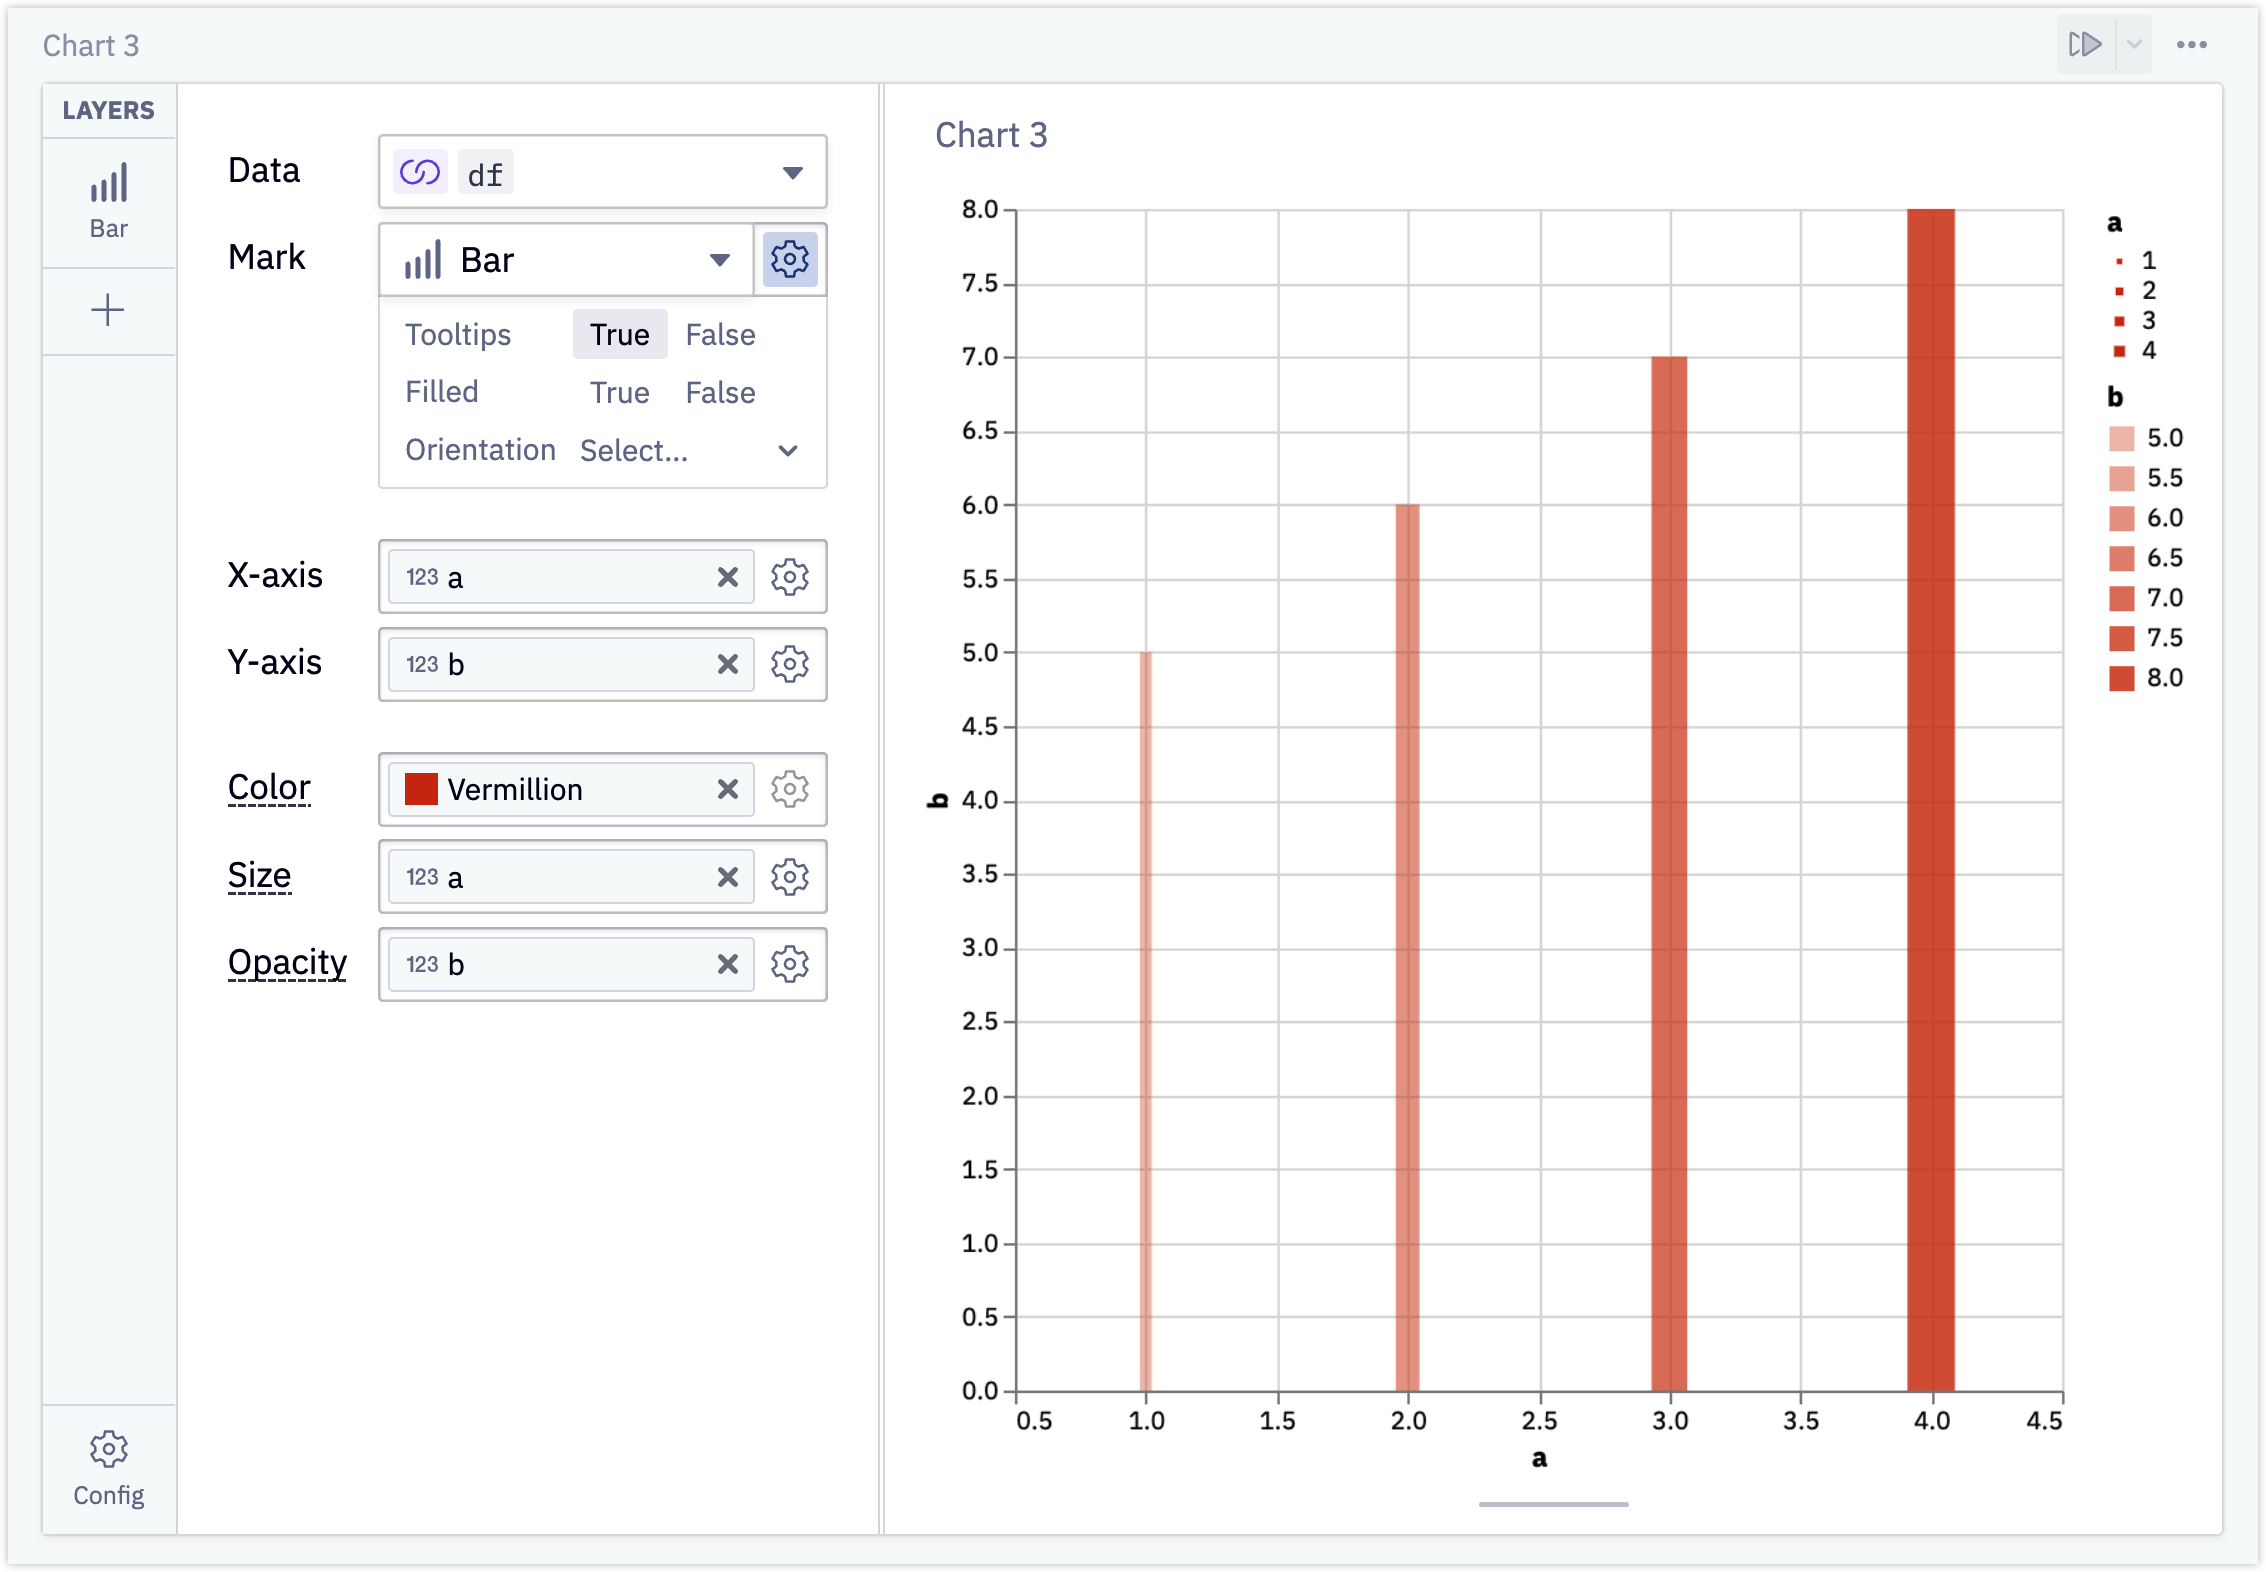 Chart 3
LAYERS
Bar
Config
Data df
Mark Bar
Tooltips True False
Filled True False
Orientation Select...
X-axis 123 a
Y-axis 123 b
Color Vermillion
Size 123 a
Opacity 123 b
Chart 3
8.0
7.5
7.0
6.5
6.0
5.5
5.0
4.5
4.0
3.5
3.0
2.5
2.0
1.5
1.0
0.5
0.0
b
0.5 1.0 1.5 2.0 2.5 3.0 3.5 4.0 4.5
a
a
1
2
3
4
b
5.0
5.5
6.0
6.5
7.0
7.5
8.0